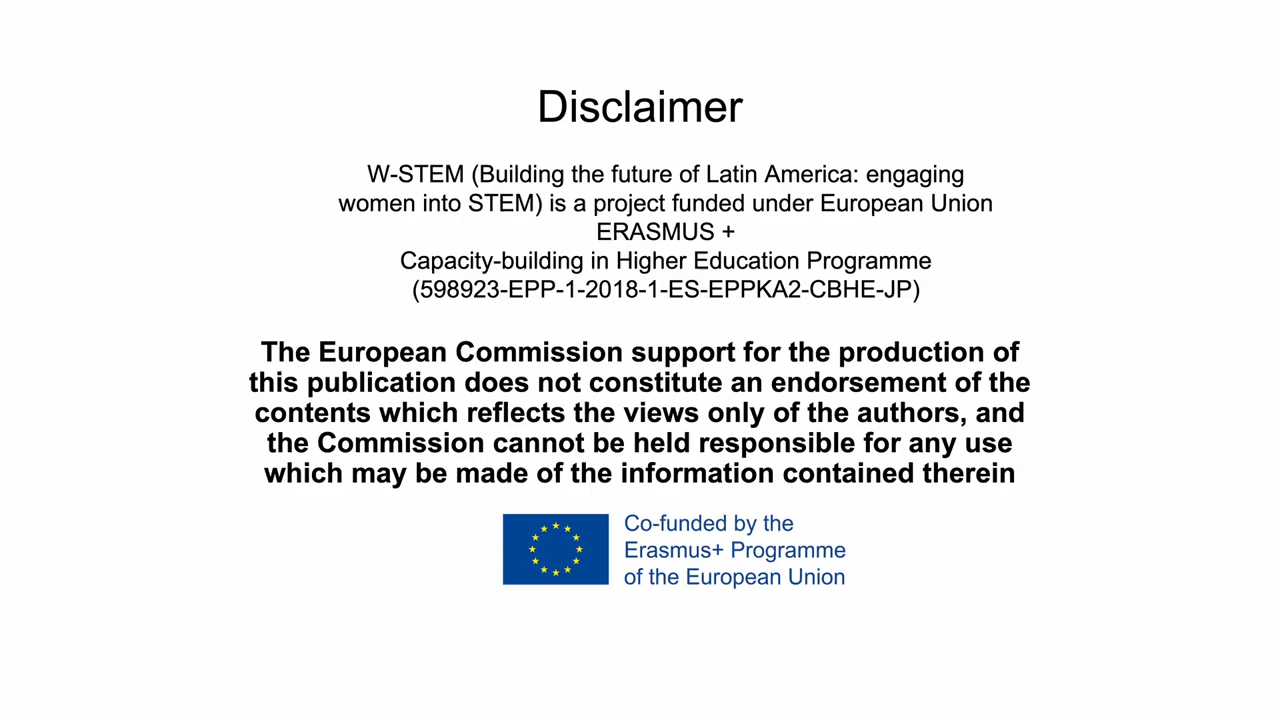 Disclaimer
W-STEM (Building the future of Latin America: engaging
women into STEM) is a project funded under European Union
ERASMUS +
Capacity-building in Higher Education Programme
(598923-EPP-1-2018-1-ES-EPPKA2-CBHE-JP)
The European Commission support for the production of
this publication does not constitute an endorsement of the
contents which reflects the views only of the authors, and
the Commission cannot be held responsible for any use
which may be made of the information contained therein
Co-funded by the
Erasmus+ Programme
of the European Union